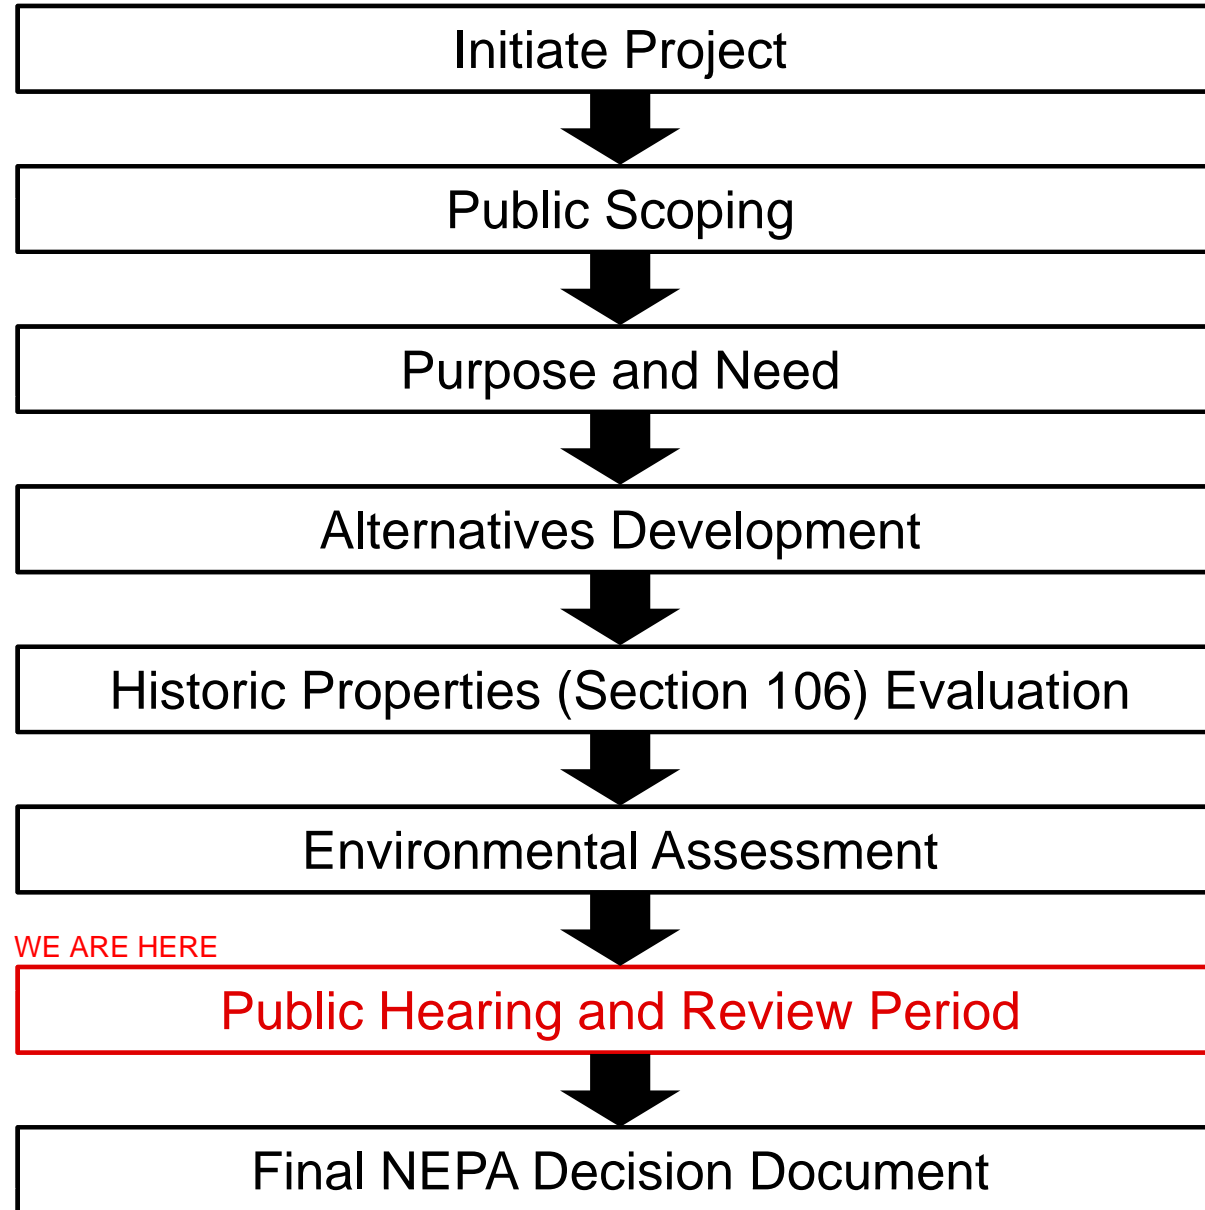 Initiate Project
Public Scoping
Purpose and Need
Alternatives Development
Historic Properties (Section 106) Evaluation
Environmental Assessment
WE ARE HERE
Public Hearing and Review Period
Final NEPA Decision Document